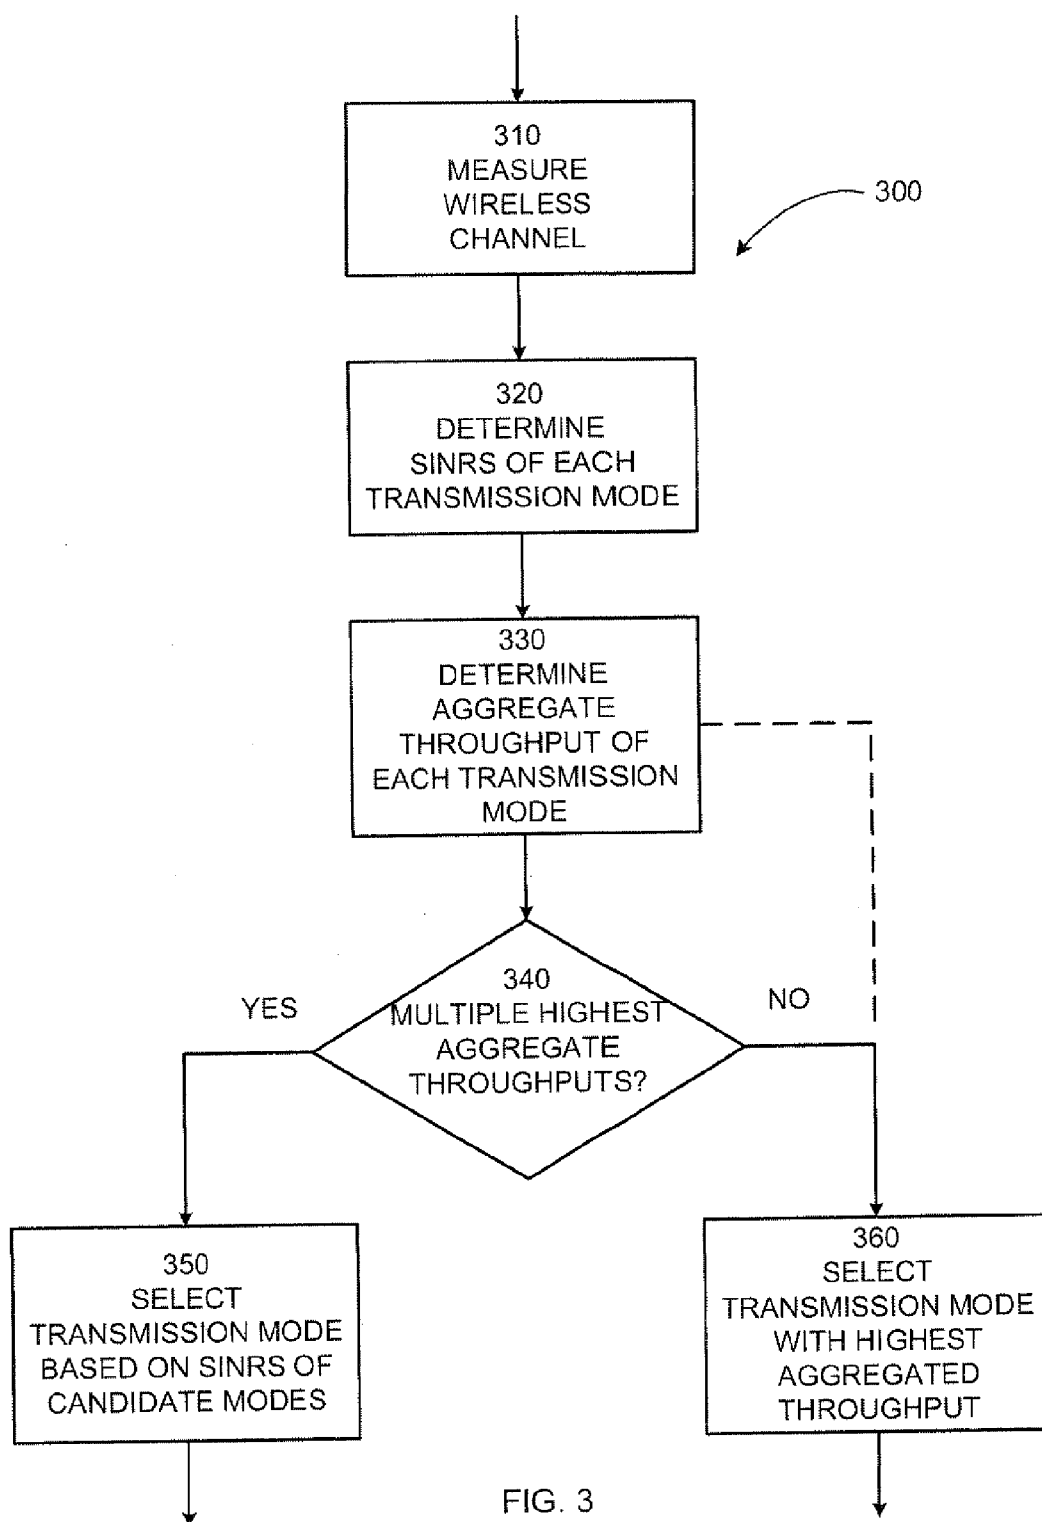 310
MEASURE
WIRELESS
CHANNEL
300
320
DETERMINE
SINRS OF EACH
TRANSMISSION MODE
330
DETERMINE
AGGREGATE
THROUGHPUT OF
EACH TRANSMISSION
MODE
340
MULTIPLE HIGHEST
AGGREGATE
THROUGHPUTS?
YES
NO
350
SELECT
TRANSMISSION MODE
BASED ON SINRS OF
CANDIDATE MODES
360
SELECT
TRANSMISSION MODE
WITH HIGHEST
AGGREGATED
THROUGHPUT
FIG. 3